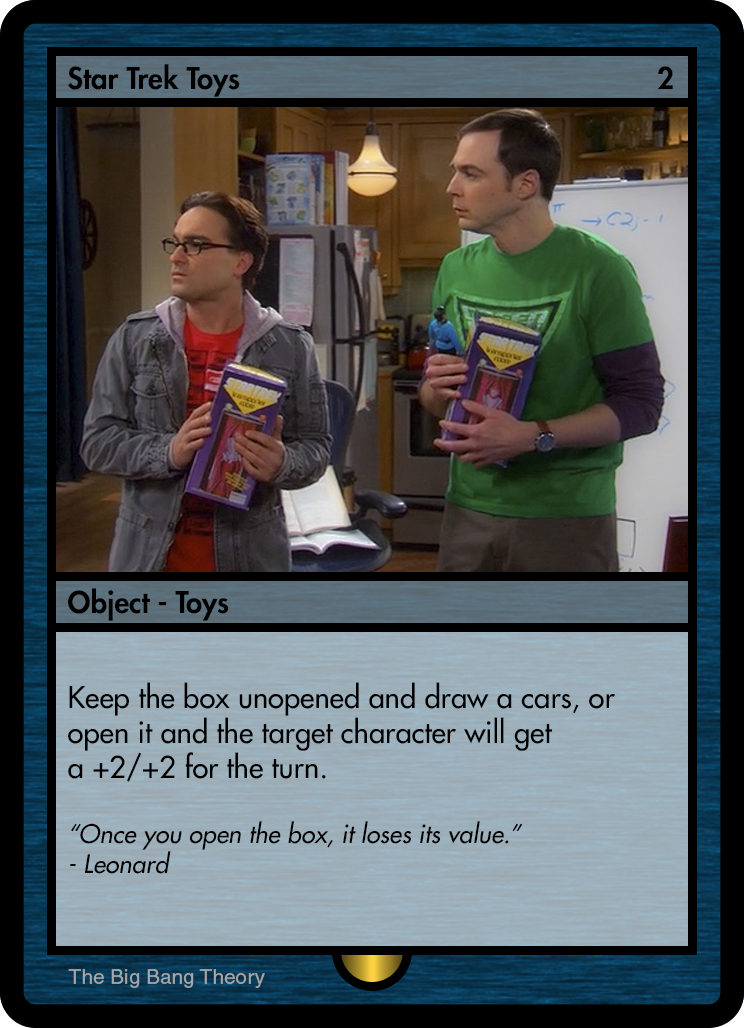 Star Trek Toys 2
Object - Toys
Keep the box unopened and draw a cars, or
open it and the target character will get
a +2/+2 for the turn.
“Once you open the box, it loses its value.”
- Leonard
The Big Bang Theory